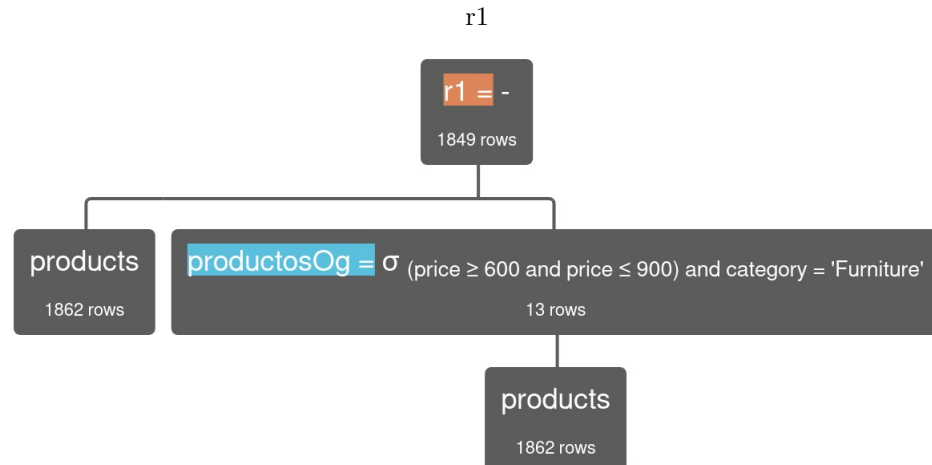 r1
r1 = -
1849 rows
products
1862 rows
productosOg = σ (price ≥ 600 and price ≤ 900) and category = 'Furniture'
13 rows
products
1862 rows